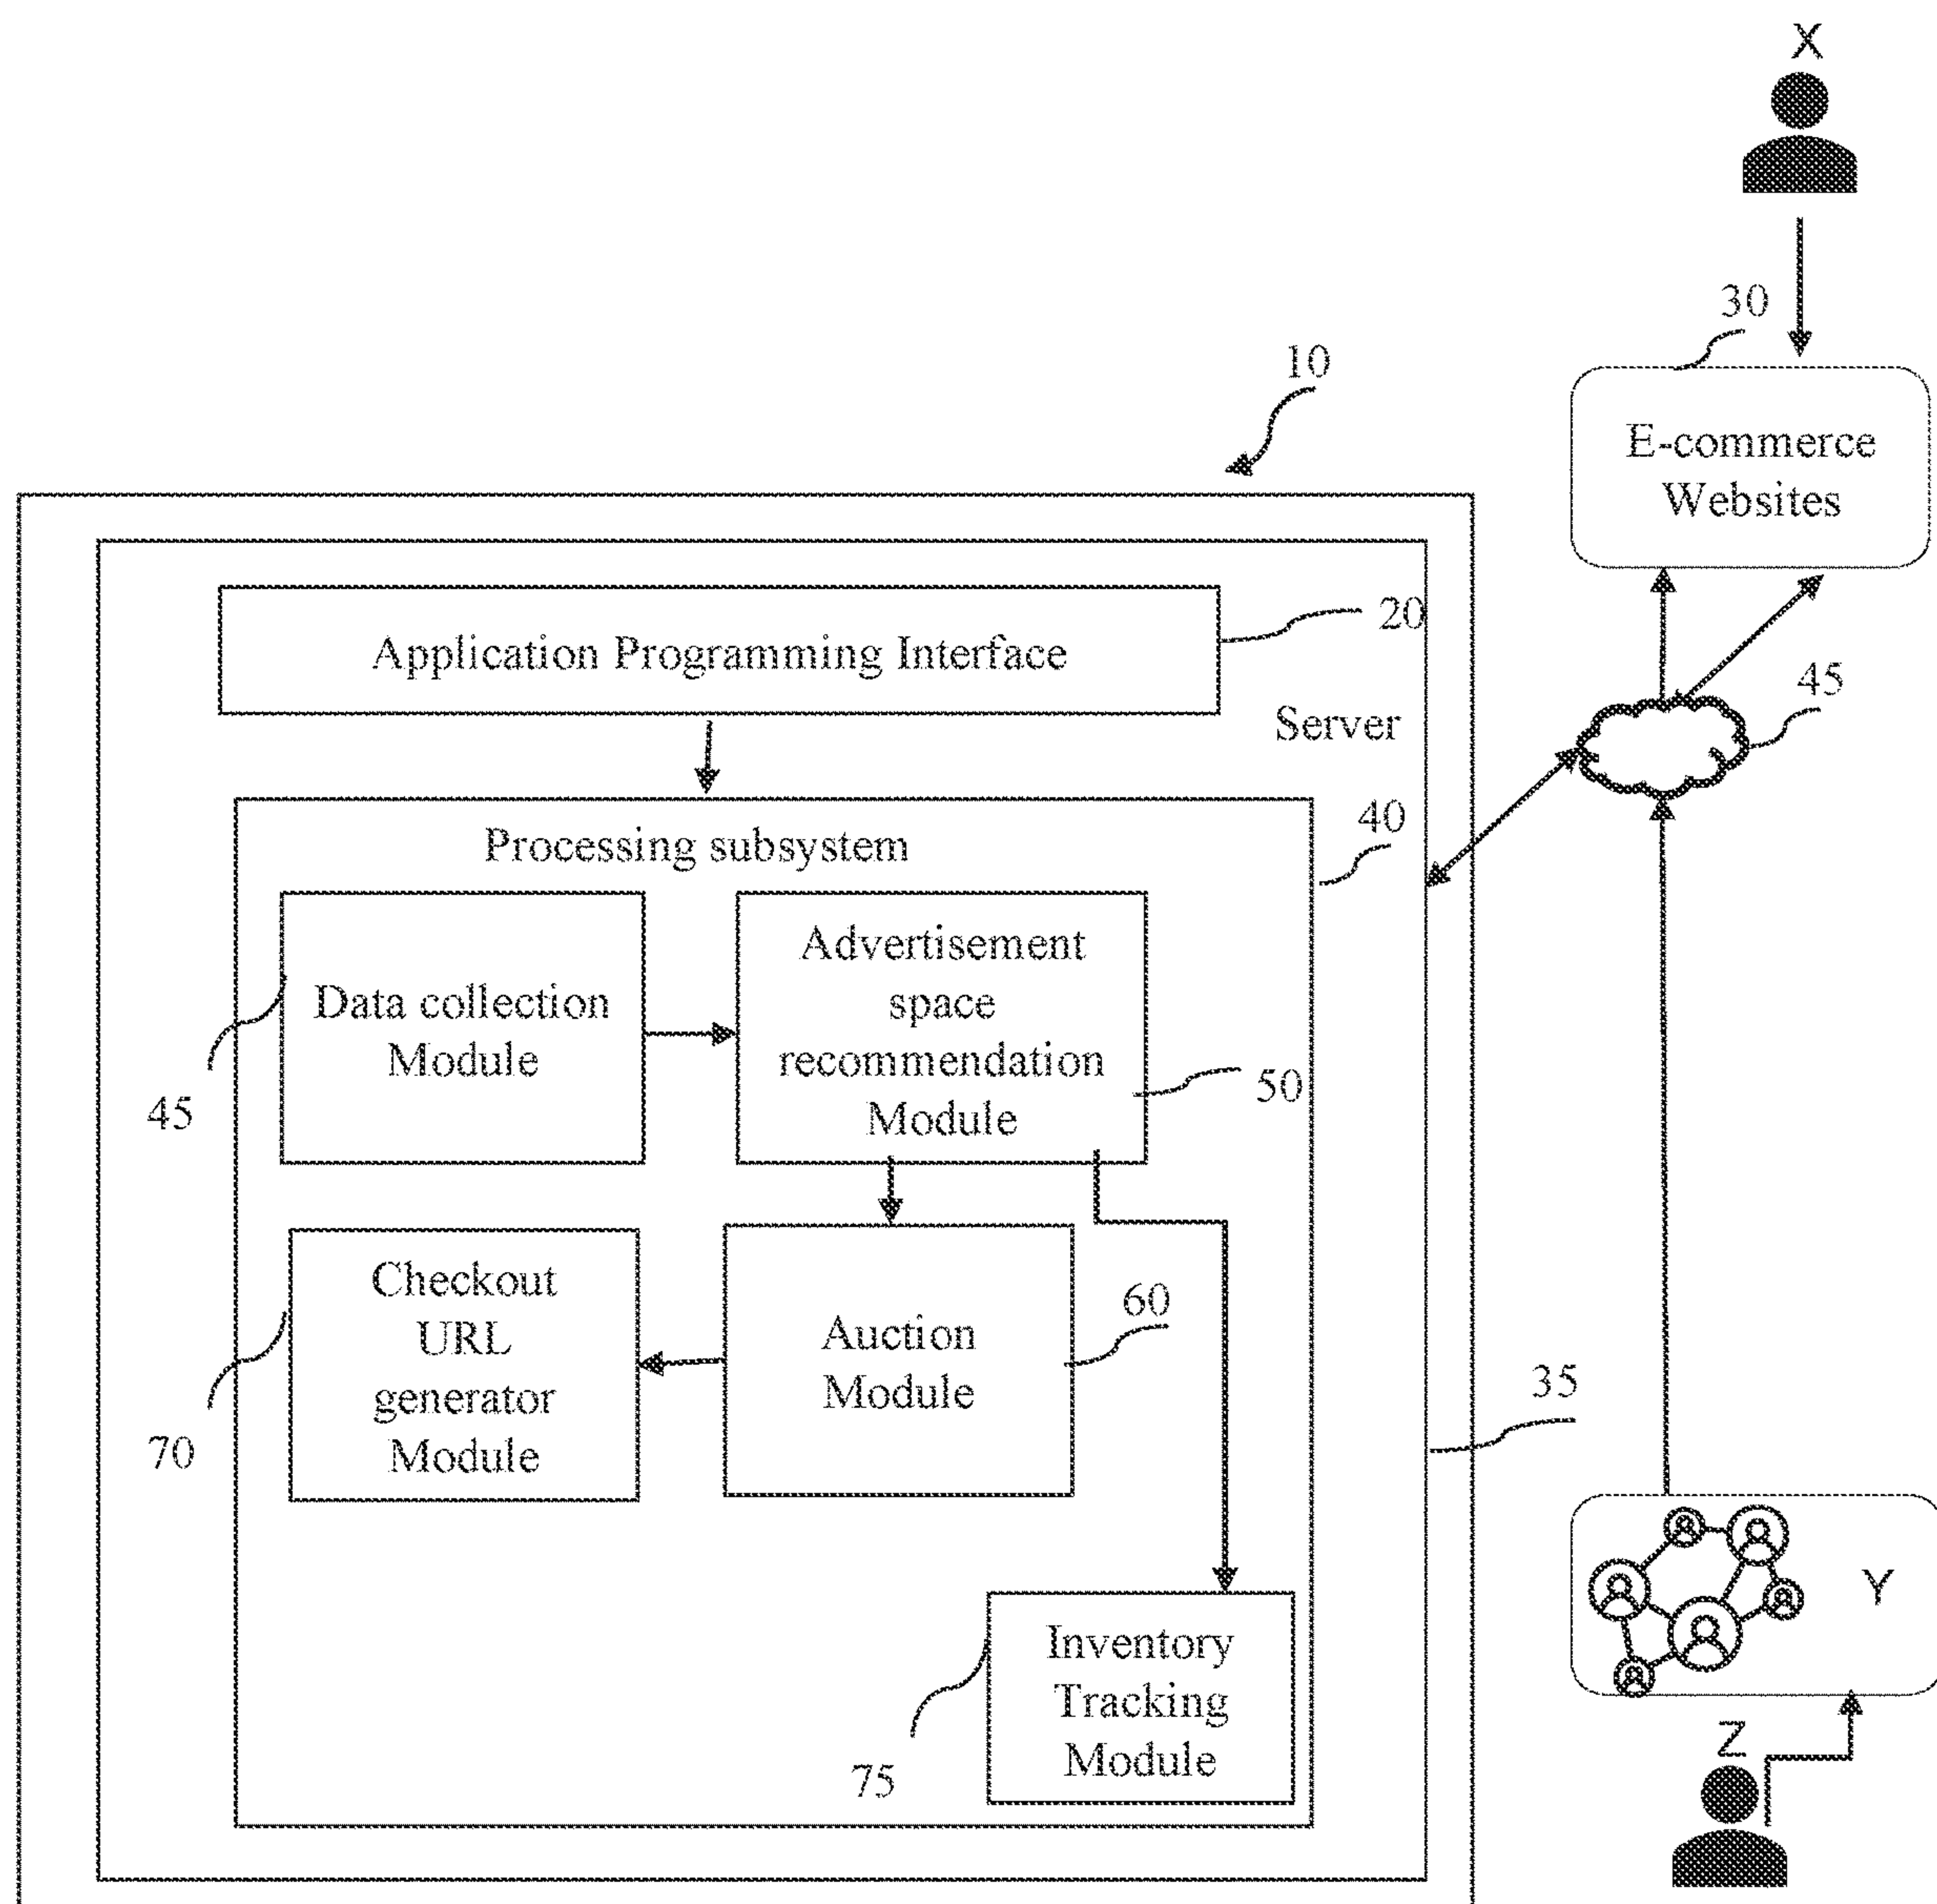 X
30
10
E-commerce
Websites
20
Application Programming Interface
45
Server
40
Processing subsystem
Advertisement
space
recommendation
Module
Data collection
Module
50
45
Checkout
URL
generator
Module
60
Auction
Module
35
70
Y
Inventory
Tracking
Module
75
Z